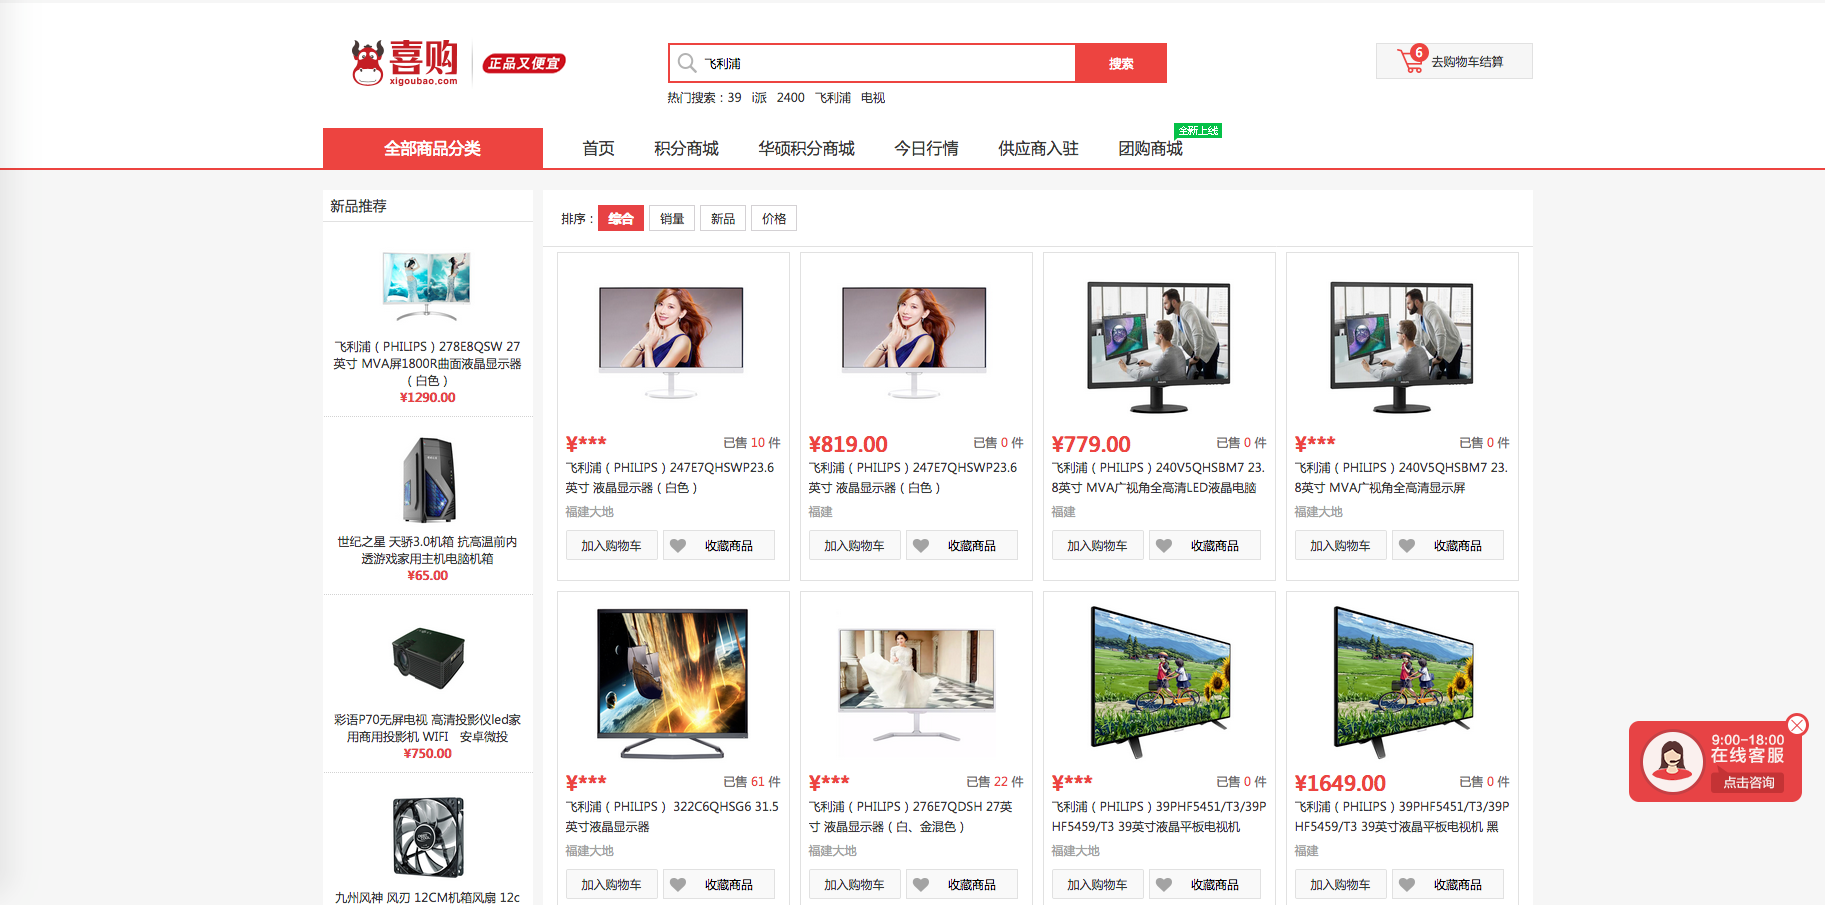 喜购
xigoubao.com
正品又便宜
飞利浦
搜索
6
去购物车结算
热门搜索：39 i派 2400 飞利浦 电视
全部商品分类
首页
积分商城
华硕积分商城
今日行情
供应商入驻
团购商城
全新上线
新品推荐
飞利浦（PHILIPS）278E8QSW 27
英寸 MVA屏1800R曲面液晶显示器
（白色）
¥1290.00
世纪之星 天骄3.0机箱 抗高温前内
透游戏家用主机电脑机箱
¥65.00
彩语P70无屏电视 高清投影仪led家
用商用投影机 WIFI 安卓微投
¥750.00
九州风神 风刃 12CM机箱风扇 12c
排序：
综合
销量
新品
价格
¥***
已售 10 件
飞利浦（PHILIPS）247E7QHSWP23.6
英寸 液晶显示器（白色）
福建大地
加入购物车
收藏商品
¥819.00
已售 0 件
飞利浦（PHILIPS）247E7QHSWP23.6
英寸 液晶显示器（白色）
福建
加入购物车
收藏商品
¥779.00
已售 0 件
飞利浦（PHILIPS）240V5QHSBM7 23.
8英寸 MVA广视角全高清LED液晶电脑
福建
加入购物车
收藏商品
¥***
已售 0 件
飞利浦（PHILIPS）240V5QHSBM7 23.
8英寸 MVA广视角全高清显示屏
福建大地
加入购物车
收藏商品
¥***
已售 61 件
飞利浦（PHILIPS） 322C6QHSG6 31.5
英寸液晶显示器
福建大地
加入购物车
收藏商品
¥***
已售 22 件
飞利浦（PHILIPS）276E7QDSH 27英
寸 液晶显示器（白、金混色）
福建大地
加入购物车
收藏商品
¥***
已售 0 件
飞利浦（PHILIPS）39PHF5451/T3/39P
HF5459/T3 39英寸液晶平板电视机
福建大地
加入购物车
收藏商品
¥1649.00
已售 0 件
飞利浦（PHILIPS）39PHF5451/T3/39P
HF5459/T3 39英寸液晶平板电视机 黑
福建
加入购物车
收藏商品
9:00-18:00
在线客服
点击咨询